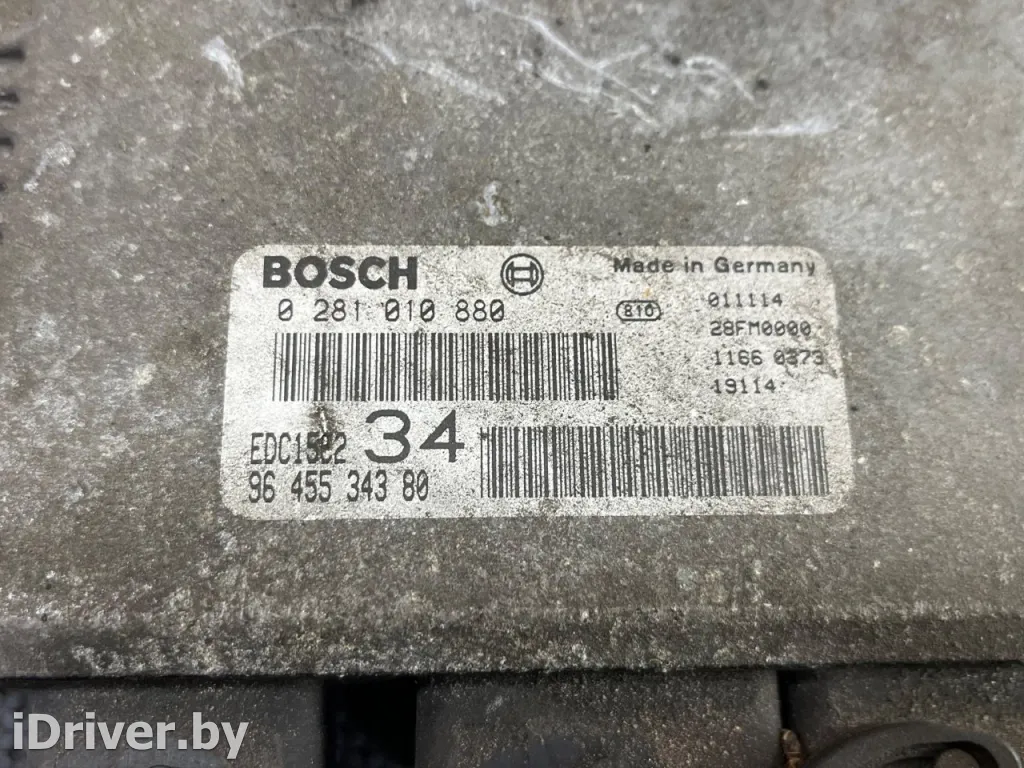 BOSCH
Made in Germany
0 281 010 880
810
011114
28FM0000
1166 0373
19114
EDC15C2
34
96 455 343 80
iDriver.by